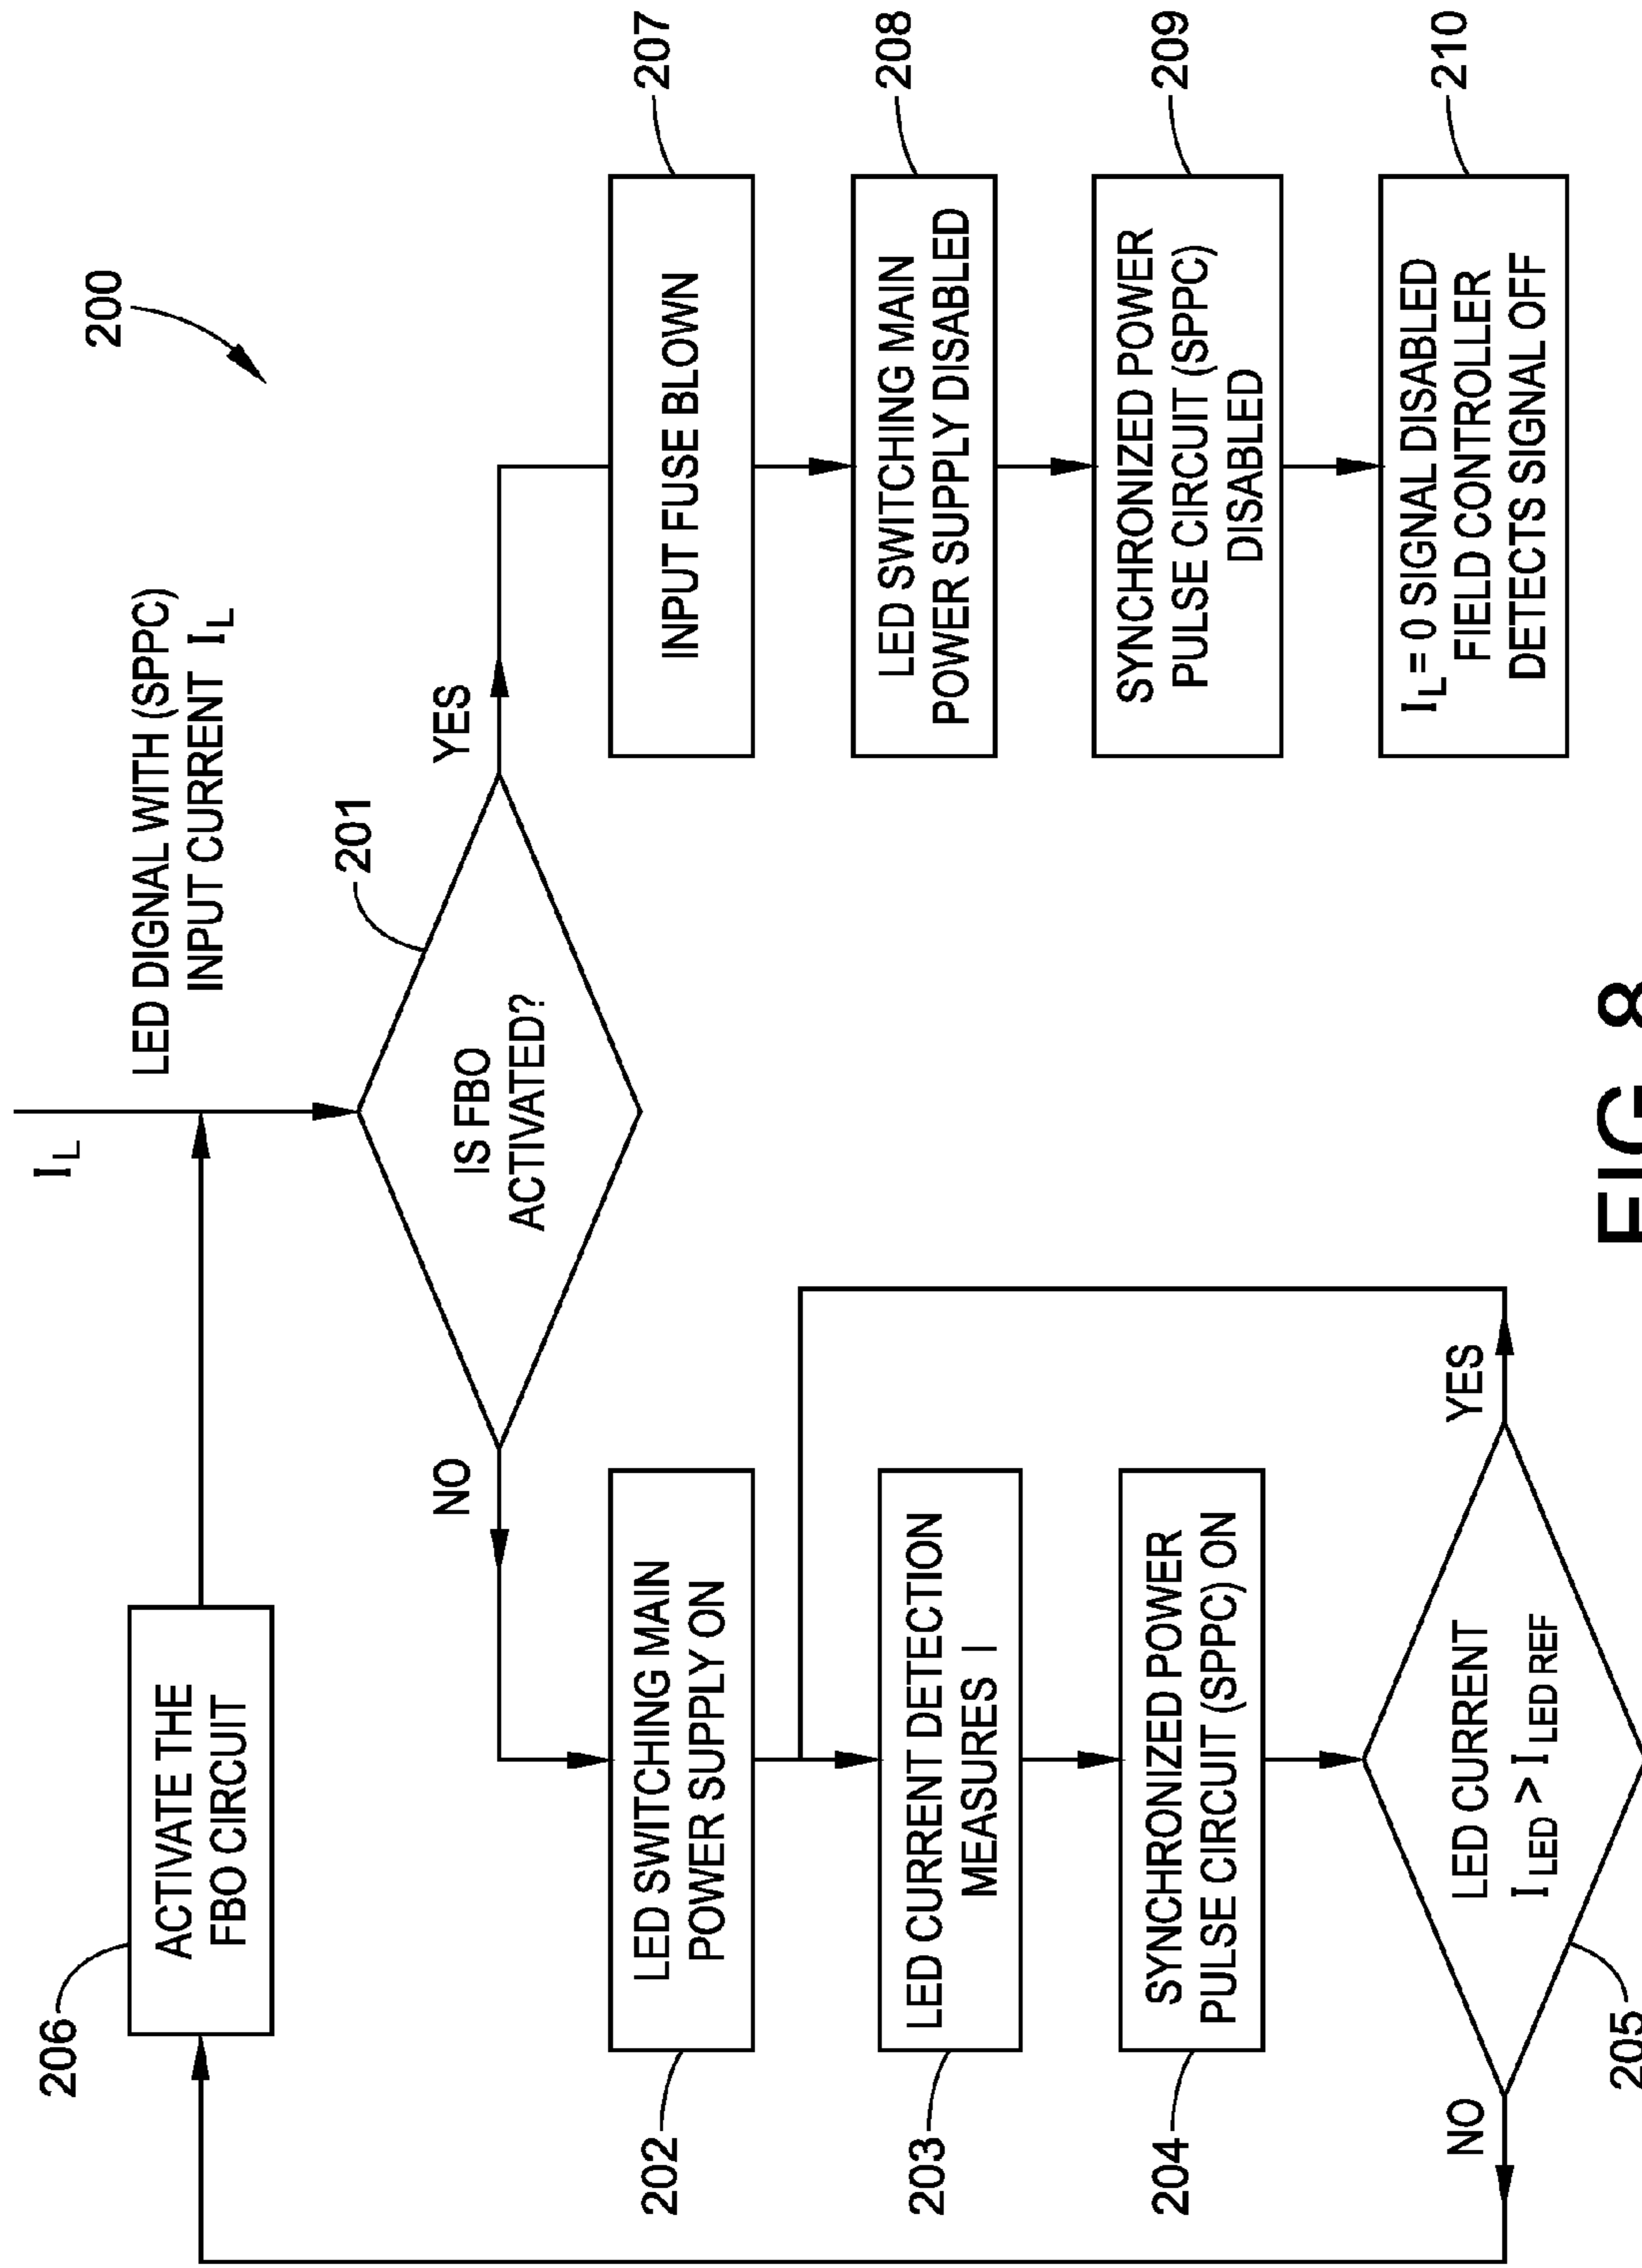 200
I_L
LED DIGNAL WITH (SPPC)
INPUT CURRENT I_L
206
ACTIVATE THE
FBO CIRCUIT
201
IS FBO
ACTIVATED?
NO
YES
202
LED SWITCHING MAIN
POWER SUPPLY ON
203
LED CURRENT DETECTION
MEASURES I
204
SYNCHRONIZED POWER
PULSE CIRCUIT (SPPC) ON
205
LED CURRENT
I_LED > I_LED REF
NO
YES
INPUT FUSE BLOWN
207
LED SWITCHING MAIN
POWER SUPPLY DISABLED
208
SYNCHRONIZED POWER
PULSE CIRCUIT (SPPC)
DISABLED
209
I_L = 0 SIGNAL DISABLED
FIELD CONTROLLER
DETECTS SIGNAL OFF
210
FIG. 8